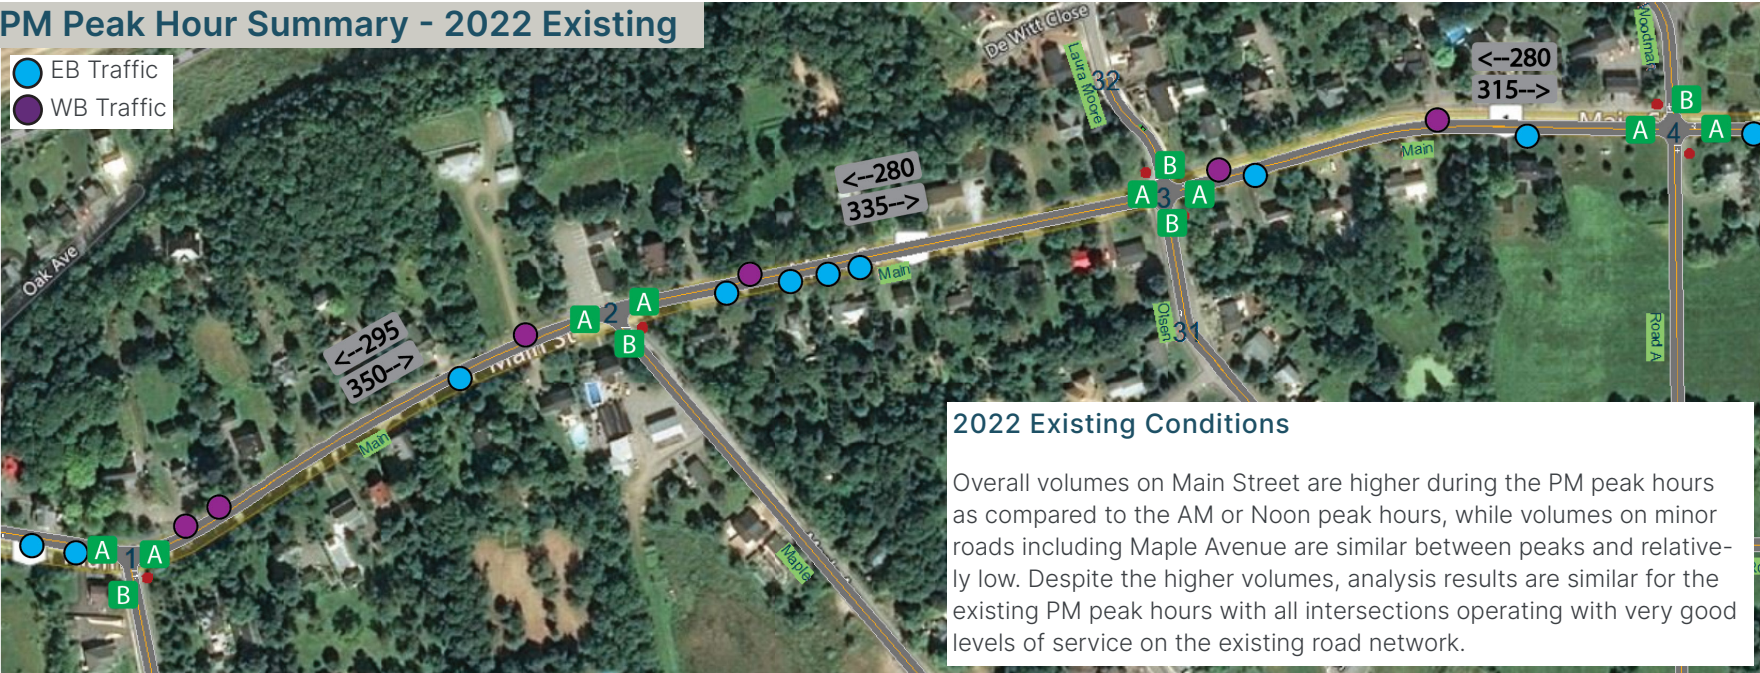 PM Peak Hour Summary - 2022 Existing
EB Traffic
WB Traffic
De Witt Close
Laura Moore
32
Woodmar
<--280
315-->
B
A
4
A
Main
<--280
335-->
B
A
3
A
B
Main
Oak Ave
Olsen
31
Road A
<--295
350-->
A
2
A
B
Main St
Main
A
1
A
B
Maple
2022 Existing Conditions
Overall volumes on Main Street are higher during the PM peak hours
as compared to the AM or Noon peak hours, while volumes on minor
roads including Maple Avenue are similar between peaks and relative-
ly low. Despite the higher volumes, analysis results are similar for the
existing PM peak hours with all intersections operating with very good
levels of service on the existing road network.